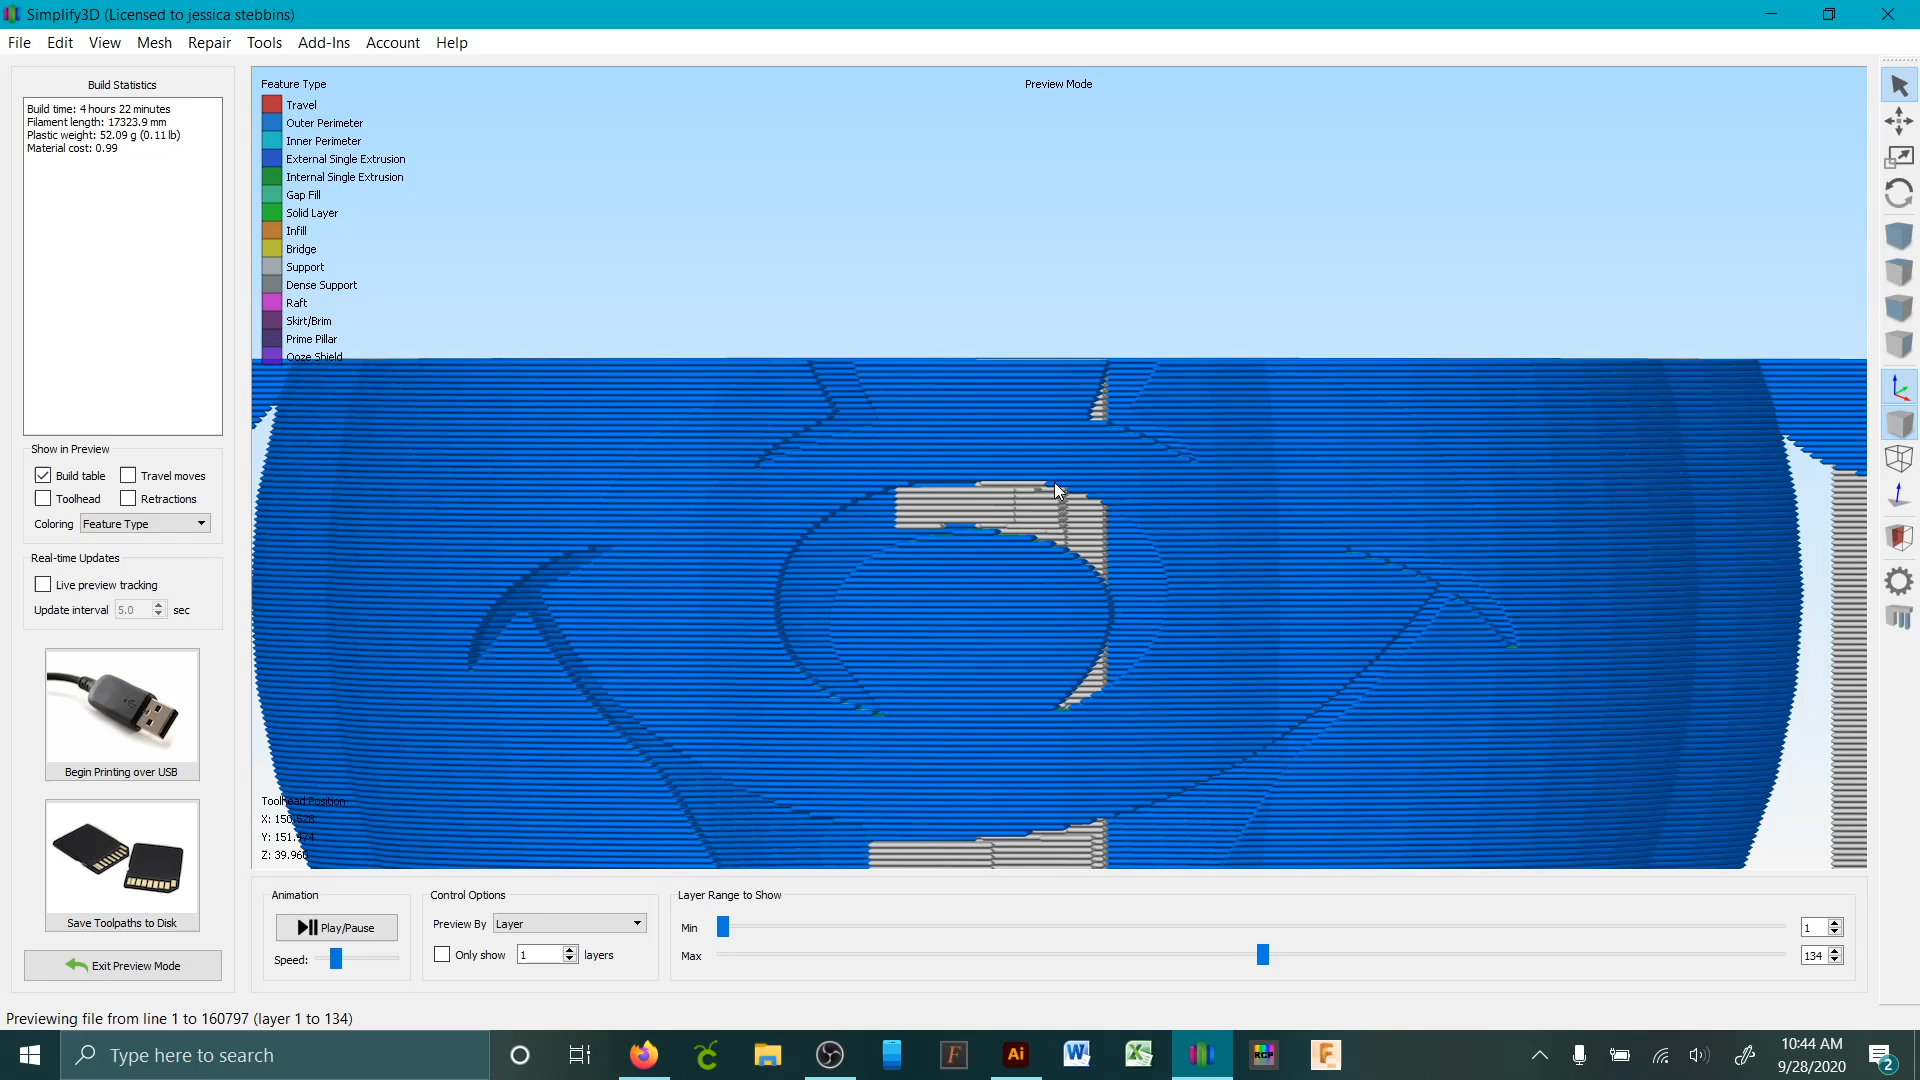 Simplify3D (Licensed to jessica stebbins)
File Edit View Mesh Repair Tools Add-Ins Account Help
Build Statistics
Build time: 4 hours 22 minutes
Filament length: 17323.9 mm
Plastic weight: 52.09 g (0.11 lb)
Material cost: 0.99
Show in Preview
Build table Travel moves
Toolhead Retractions
Coloring Feature Type
Real-time Updates
Live preview tracking
Update interval 5.0 sec
Begin Printing over USB
Save Toolpaths to Disk
Exit Preview Mode
Feature Type
Travel
Outer Perimeter
Inner Perimeter
External Single Extrusion
Internal Single Extrusion
Gap Fill
Solid Layer
Infill
Bridge
Support
Dense Support
Raft
Skirt/Brim
Prime Pillar
Ooze Shield
Preview Mode
Toolhead Position
X: 150.528
Y: 151.474
Z: 39.960
Animation
Play/Pause
Speed:
Control Options
Preview By Layer
Only show 1 layers
Layer Range to Show
Min 1
Max 134
Previewing file from line 1 to 160797 (layer 1 to 134)
Type here to search
F
Ai
W
X
RCP
F
10:44 AM
9/28/2020
2